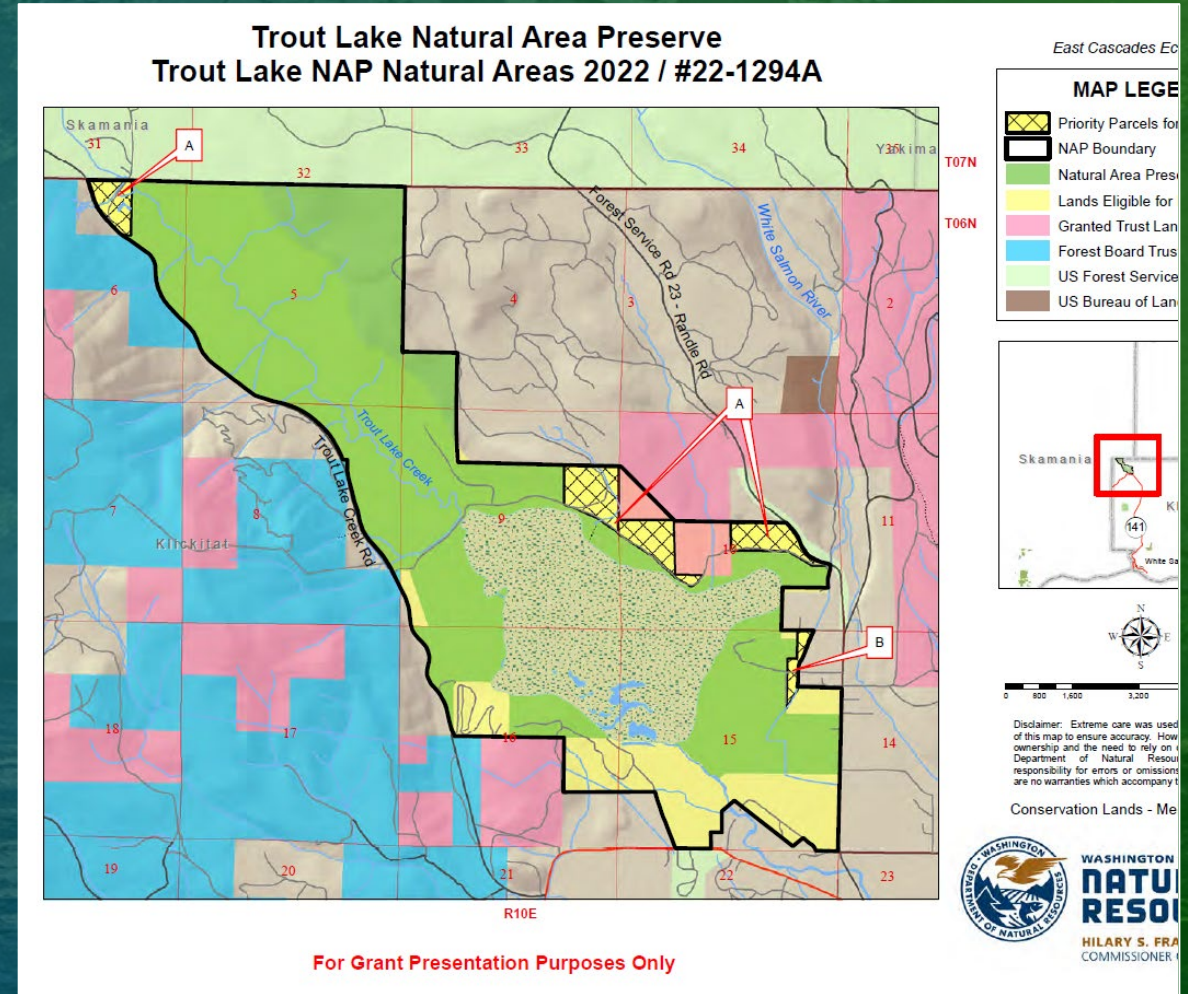 Trout Lake Natural Area Preserve
Trout Lake NAP Natural Areas 2022 / #22-1294A
East Cascades Ec
MAP LEGE
Priority Parcels for
NAP Boundary
Natural Area Pres
Lands Eligible for
Granted Trust Lan
Forest Board Trus
US Forest Service
US Bureau of Lan
Skamania
31
A
32
33
34
Yakima
T07N
T06N
Forest Service Rd 23 - Randle Rd
White Salmon River
6
5
4
3
2
A
Trout Lake Creek
Trout Lake Creek Rd
7
8
9
10
11
Klickitat
B
18
17
16
15
14
19
20
21
22
23
R10E
For Grant Presentation Purposes Only
Skamania
Kl
141
White Sa
N
W
E
S
0 800 1,600 3,200
Disclaimer: Extreme care was used
of this map to ensure accuracy. How
ownership and the need to rely on
Department of Natural Resou
responsibility for errors or omissions
are no warranties which accompany t
Conservation Lands - Me
WASHINGTON
DEPARTMENT OF NATURAL RESOURCES
WASHINGTON
NATU
RESOU
HILARY S. FRA
COMMISSIONER